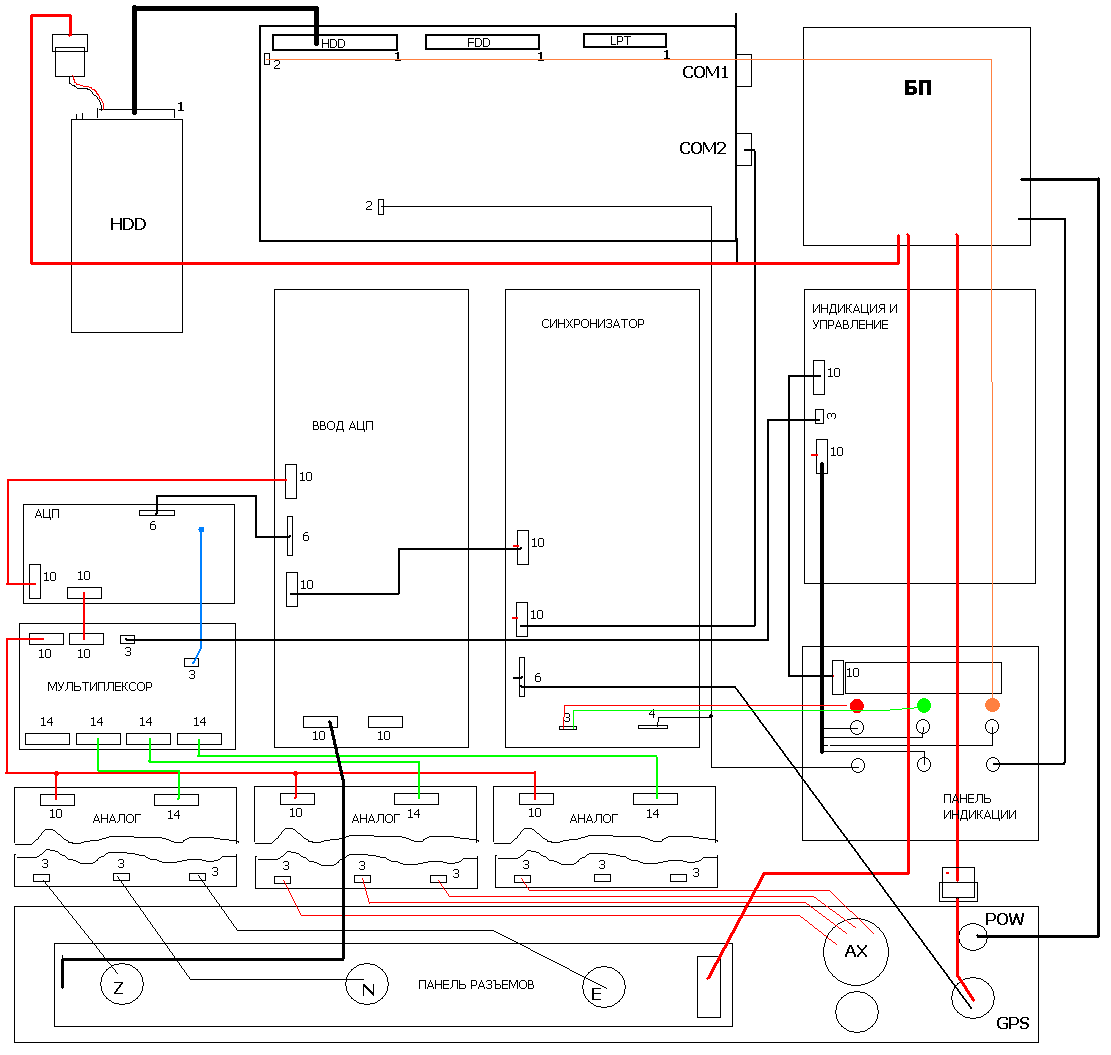 HDD
FDD
LPT
1
1
1
2
COM1
БП
1
COM2
2
HDD
СИНХРОНИЗАТОР
ИНДИКАЦИЯ И
УПРАВЛЕНИЕ
10
3
ВВОД АЦП
10
10
АЦП
6
6
10
10
10
10
10
10
10
3
3
МУЛЬТИПЛЕКСОР
6
10
14
14
14
14
10
10
3
4
ПАНЕЛЬ
ИНДИКАЦИИ
10
АНАЛОГ
14
10
АНАЛОГ
14
10
АНАЛОГ
14
3
3
3
3
3
3
3
3
3
POW
AX
Z
N
ПАНЕЛЬ РАЗЪЕМОВ
E
GPS